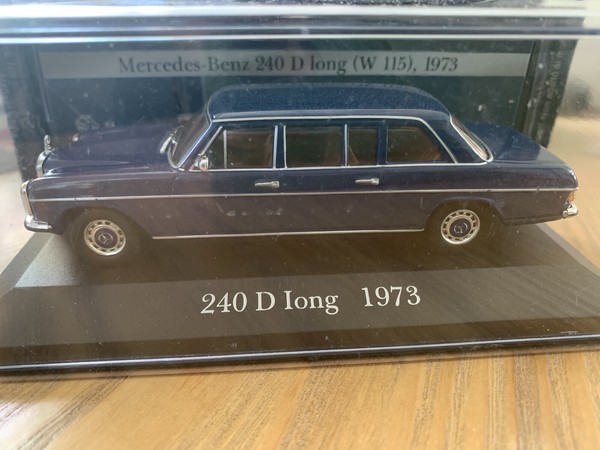 Mercedes-Benz 240 D long (W 115), 1973
240 D long 1973